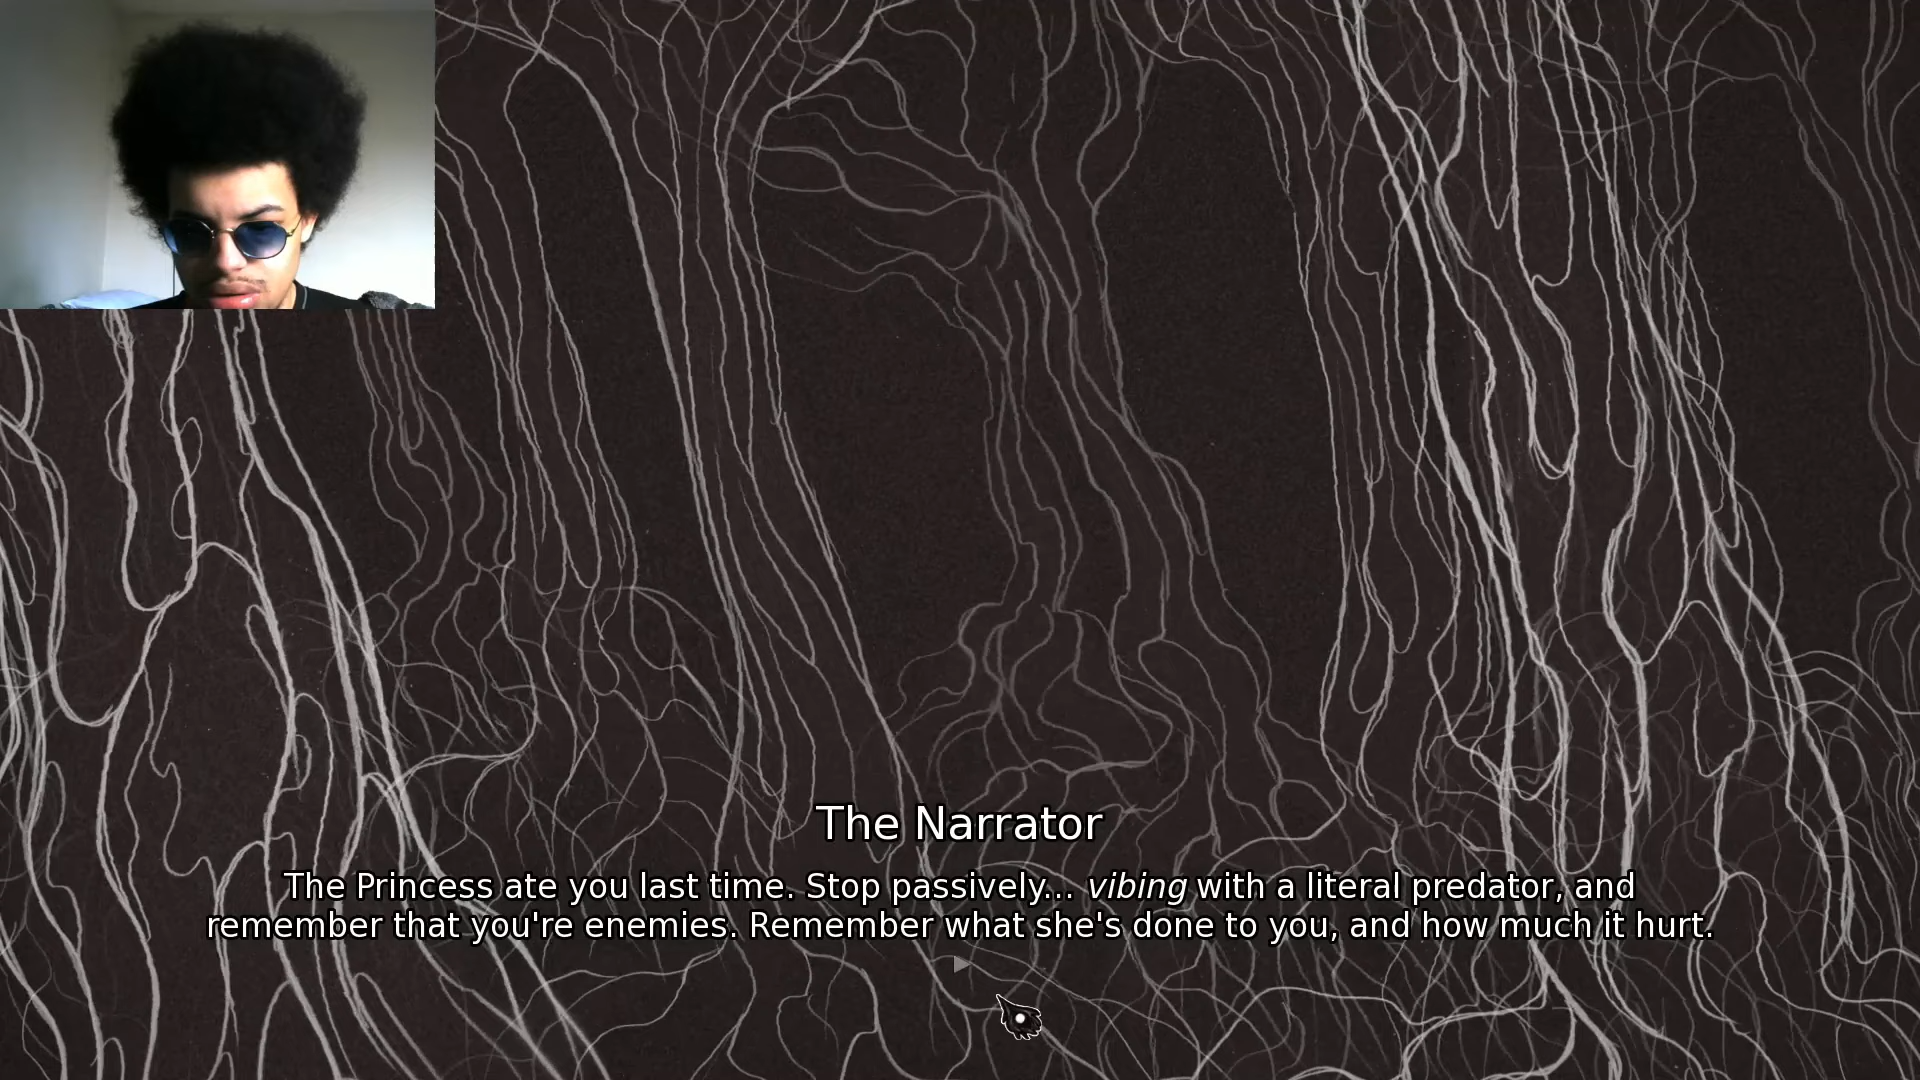 The Narrator
The Princess ate you last time. Stop passively... vibing with a literal predator, and
remember that you're enemies. Remember what she's done to you, and how much it hurt.